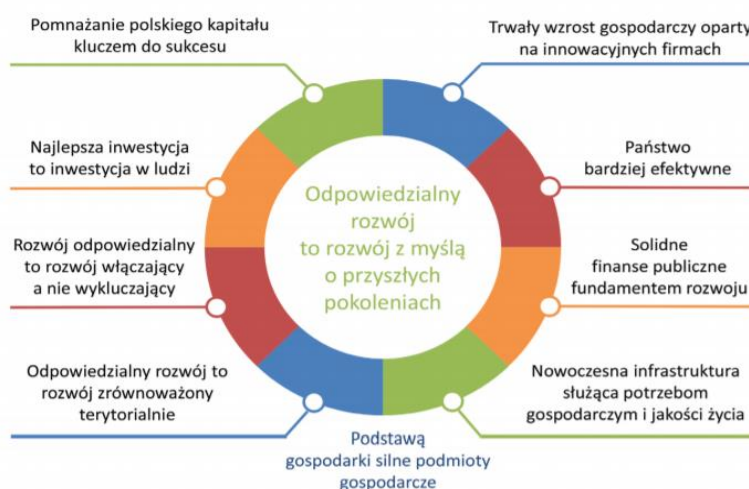 Pomnażanie polskiego kapitału
kluczem do sukcesu
Trwały wzrost gospodarczy oparty
na innowacyjnych firmach
Najlepsza inwestycja
to inwestycja w ludzi
Państwo
bardziej efektywne
Odpowiedzialny
rozwój
to rozwój z myślą
o przyszłych
pokoleniach
Rozwój odpowiedzialny
to rozwój włączający
a nie wykluczający
Solidne
finanse publiczne
fundamentem rozwoju
Odpowiedzialny rozwój to
rozwój zrównoważony
terytorialnie
Nowoczesna infrastruktura
służąca potrzebom
gospodarczym i jakości życia
Podstawą
gospodarki silne podmioty
gospodarcze